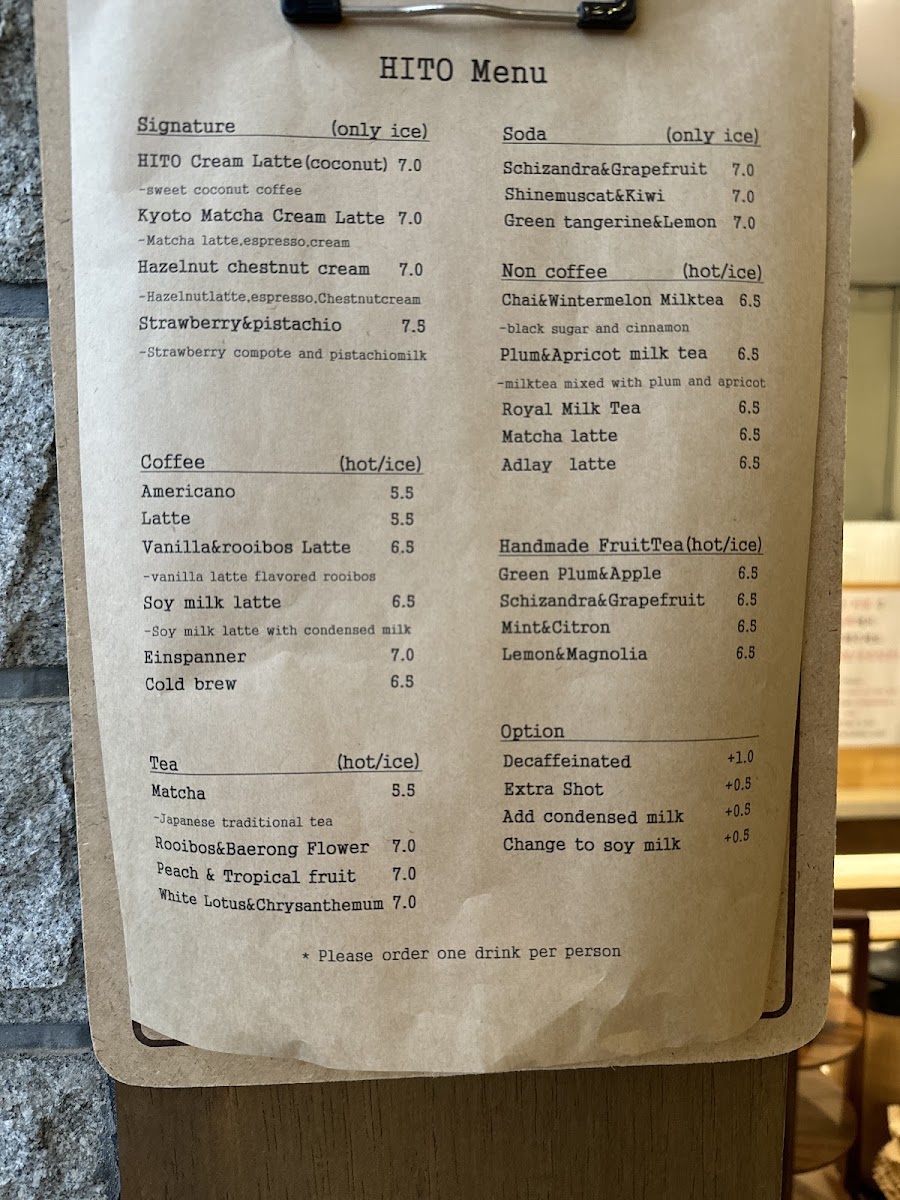 HITO Menu
Signature (only ice)
HITO Cream Latte(coconut) 7.0
-sweet coconut coffee
Kyoto Matcha Cream Latte 7.0
-Matcha latte,espresso,cream
Hazelnut chestnut cream 7.0
-Hazelnutlatte,espresso,Chestnutcream
Strawberry&pistachio 7.5
-Strawberry compote and pistachiomilk
Coffee (hot/ice)
Americano 5.5
Latte 5.5
Vanilla&rooibos Latte 6.5
-vanilla latte flavored rooibos
Soy milk latte 6.5
-Soy milk latte with condensed milk
Einspanner 7.0
Cold brew 6.5
Tea (hot/ice)
Matcha 5.5
-Japanese traditional tea
Rooibos&Baerong Flower 7.0
Peach & Tropical fruit 7.0
White Lotus&Chrysanthemum 7.0
Soda (only ice)
Schizandra&Grapefruit 7.0
Shinemuscat&Kiwi 7.0
Green tangerine&Lemon 7.0
Non coffee (hot/ice)
Chai&Wintermelon Milktea 6.5
-black sugar and cinnamon
Plum&Apricot milk tea 6.5
-milktea mixed with plum and apricot
Royal Milk Tea 6.5
Matcha latte 6.5
Adlay latte 6.5
Handmade FruitTea(hot/ice)
Green Plum&Apple 6.5
Schizandra&Grapefruit 6.5
Mint&Citron 6.5
Lemon&Magnolia 6.5
Option
Decaffeinated +1.0
Extra Shot +0.5
Add condensed milk +0.5
Change to soy milk +0.5
* Please order one drink per person